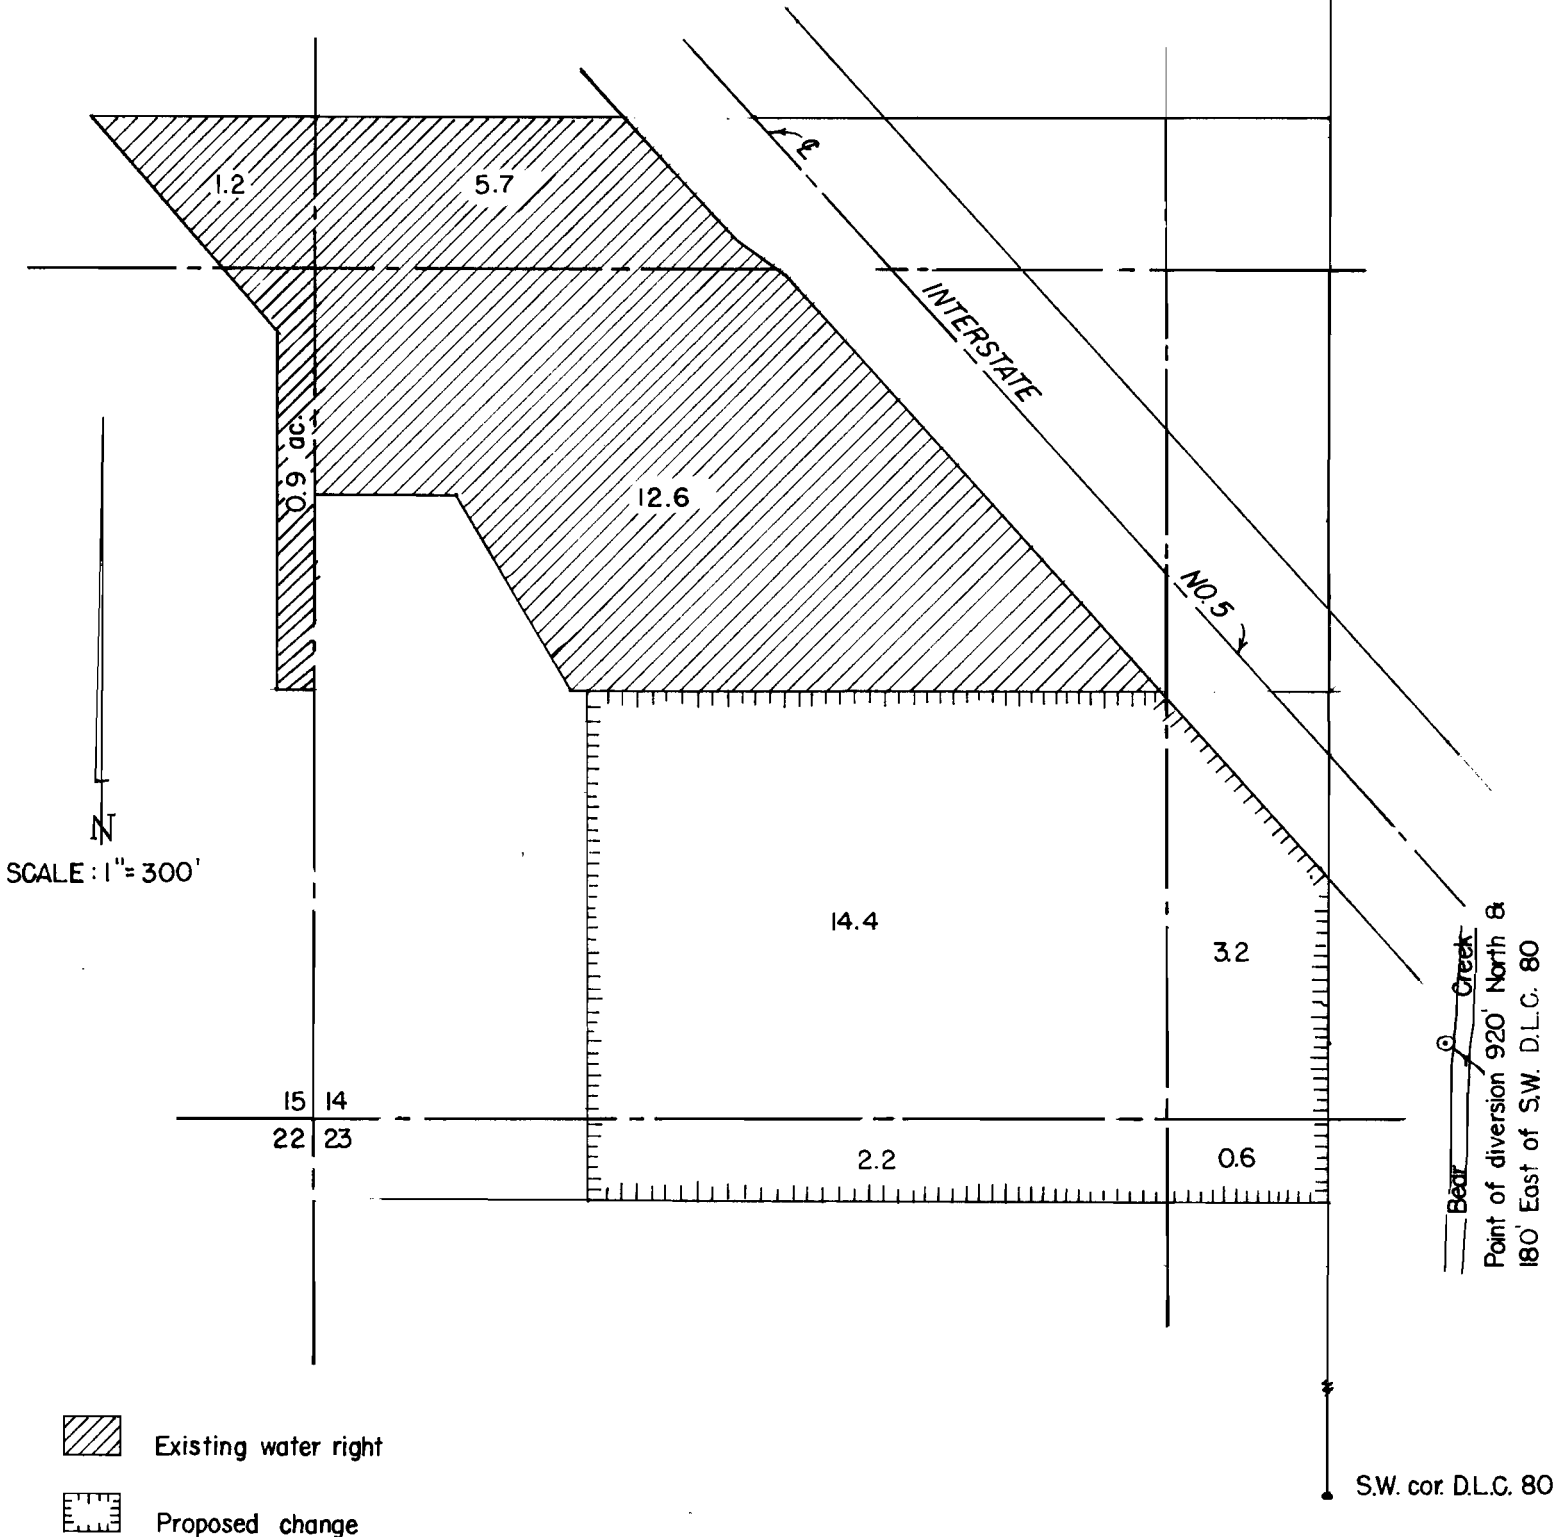 ℄
1.2
5.7
INTERSTATE
0.9 ac.
12.6
NO. 5
N
SCALE: 1"= 300'
14.4
3.2
Bear Creek
Point of diversion 920' North &
180' East of S.W. D.L.C. 80
15 14
22 23
2.2
0.6
Existing water right
S.W. cor. D.L.C. 80
Proposed change